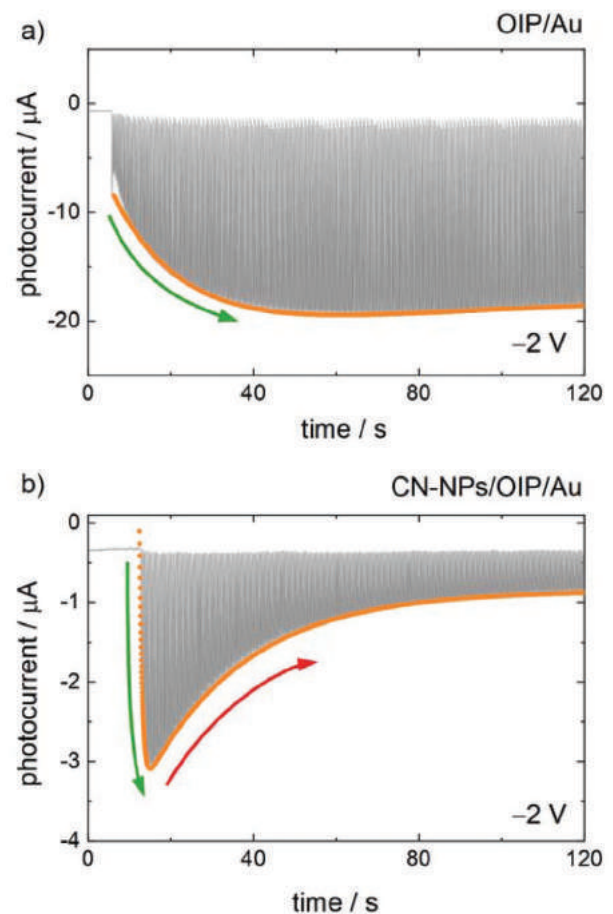 a)
OIP/Au
photocurrent / µA
0
-10
-20
−2 V
0
40
80
120
time / s
b)
CN-NPs/OIP/Au
photocurrent / µA
0
-1
-2
-3
-4
−2 V
0
40
80
120
time / s